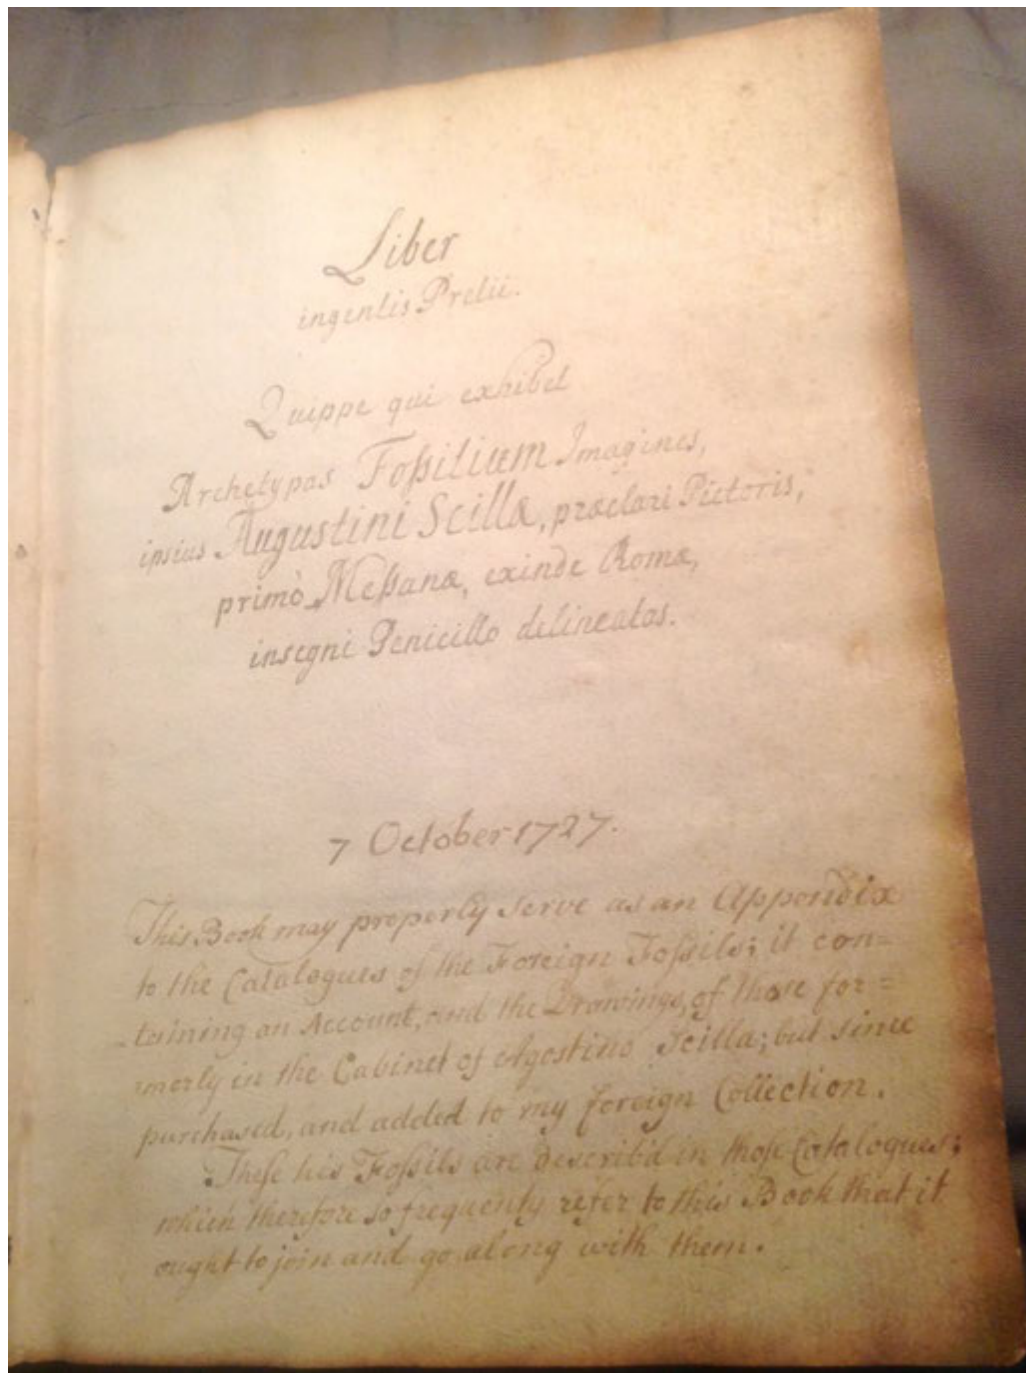 Liber
ingentis Pretii.
Quippe qui exhibet
Archetypas Foſsilium Imagines,
ipsius Augustini Scillæ, præclari Pictoris,
primò Meſsanæ, exinde Romæ,
insigni Penicillo delineatas.
7 October 1727.
This Book may properly serve as an Appendix
to the Catalogues of the Foreign Foſsils; it con=
taining an Account, and the Drawings, of those for=
merly in the Cabinet of Agostino Scilla; but since
purchased, and added to my foreign Collection.
Theſe his Foſsils are describ'd in thoſe Catalogues;
which therefore so frequently refer to this Book that it
ought to join and go along with them.